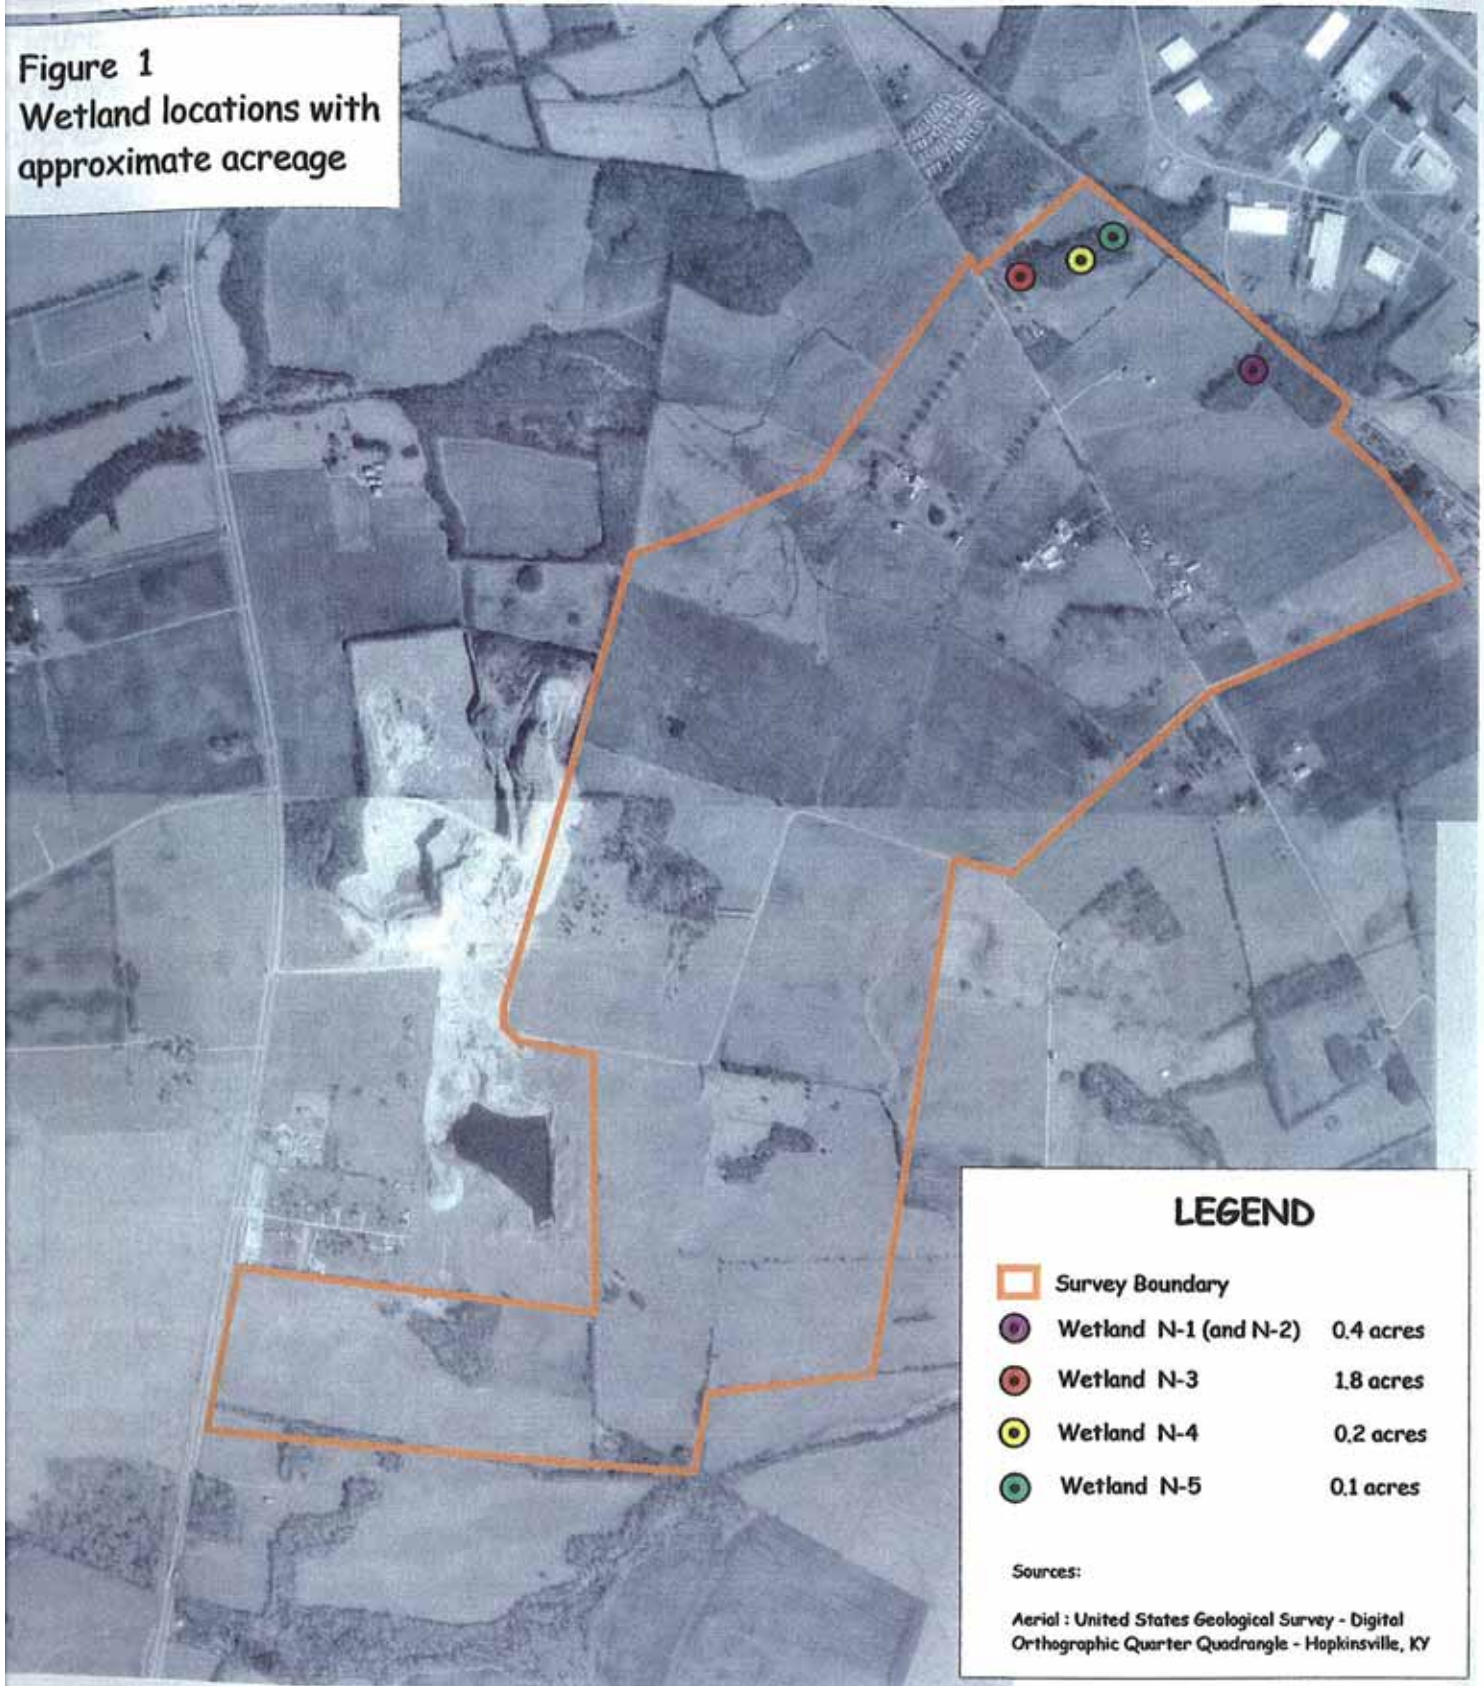 Figure 1
Wetland locations with
approximate acreage
LEGEND
Survey Boundary
Wetland N-1 (and N-2) 0.4 acres
Wetland N-3 1.8 acres
Wetland N-4 0.2 acres
Wetland N-5 0.1 acres
Sources:
Aerial : United States Geological Survey - Digital
Orthographic Quarter Quadrangle - Hopkinsville, KY